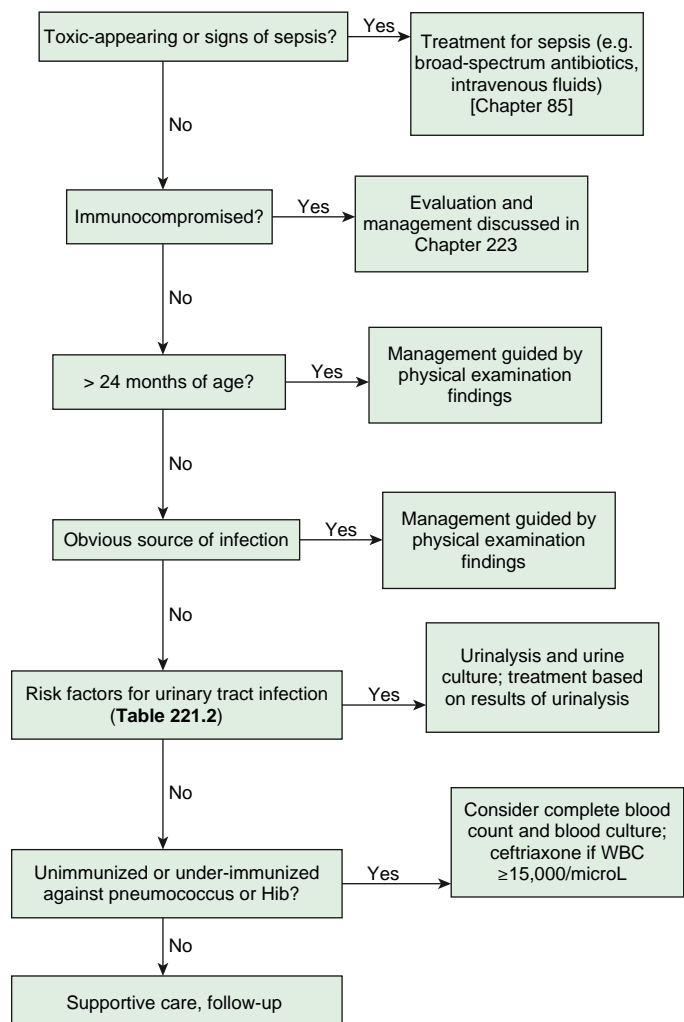 Toxic-appearing or signs of sepsis?
Yes
Treatment for sepsis (e.g.
broad-spectrum antibiotics,
intravenous fluids)
[Chapter 85]
No
Immunocompromised?
Yes
Evaluation and
management discussed in
Chapter 223
No
> 24 months of age?
Yes
Management guided by
physical examination
findings
No
Obvious source of infection
Yes
Management guided by
physical examination
findings
No
Risk factors for urinary tract infection
(Table 221.2)
Yes
Urinalysis and urine
culture; treatment based
on results of urinalysis
No
Unimmunized or under-immunized
against pneumococcus or Hib?
Yes
Consider complete blood
count and blood culture;
ceftriaxone if WBC
≥15,000/microL
No
Supportive care, follow-up